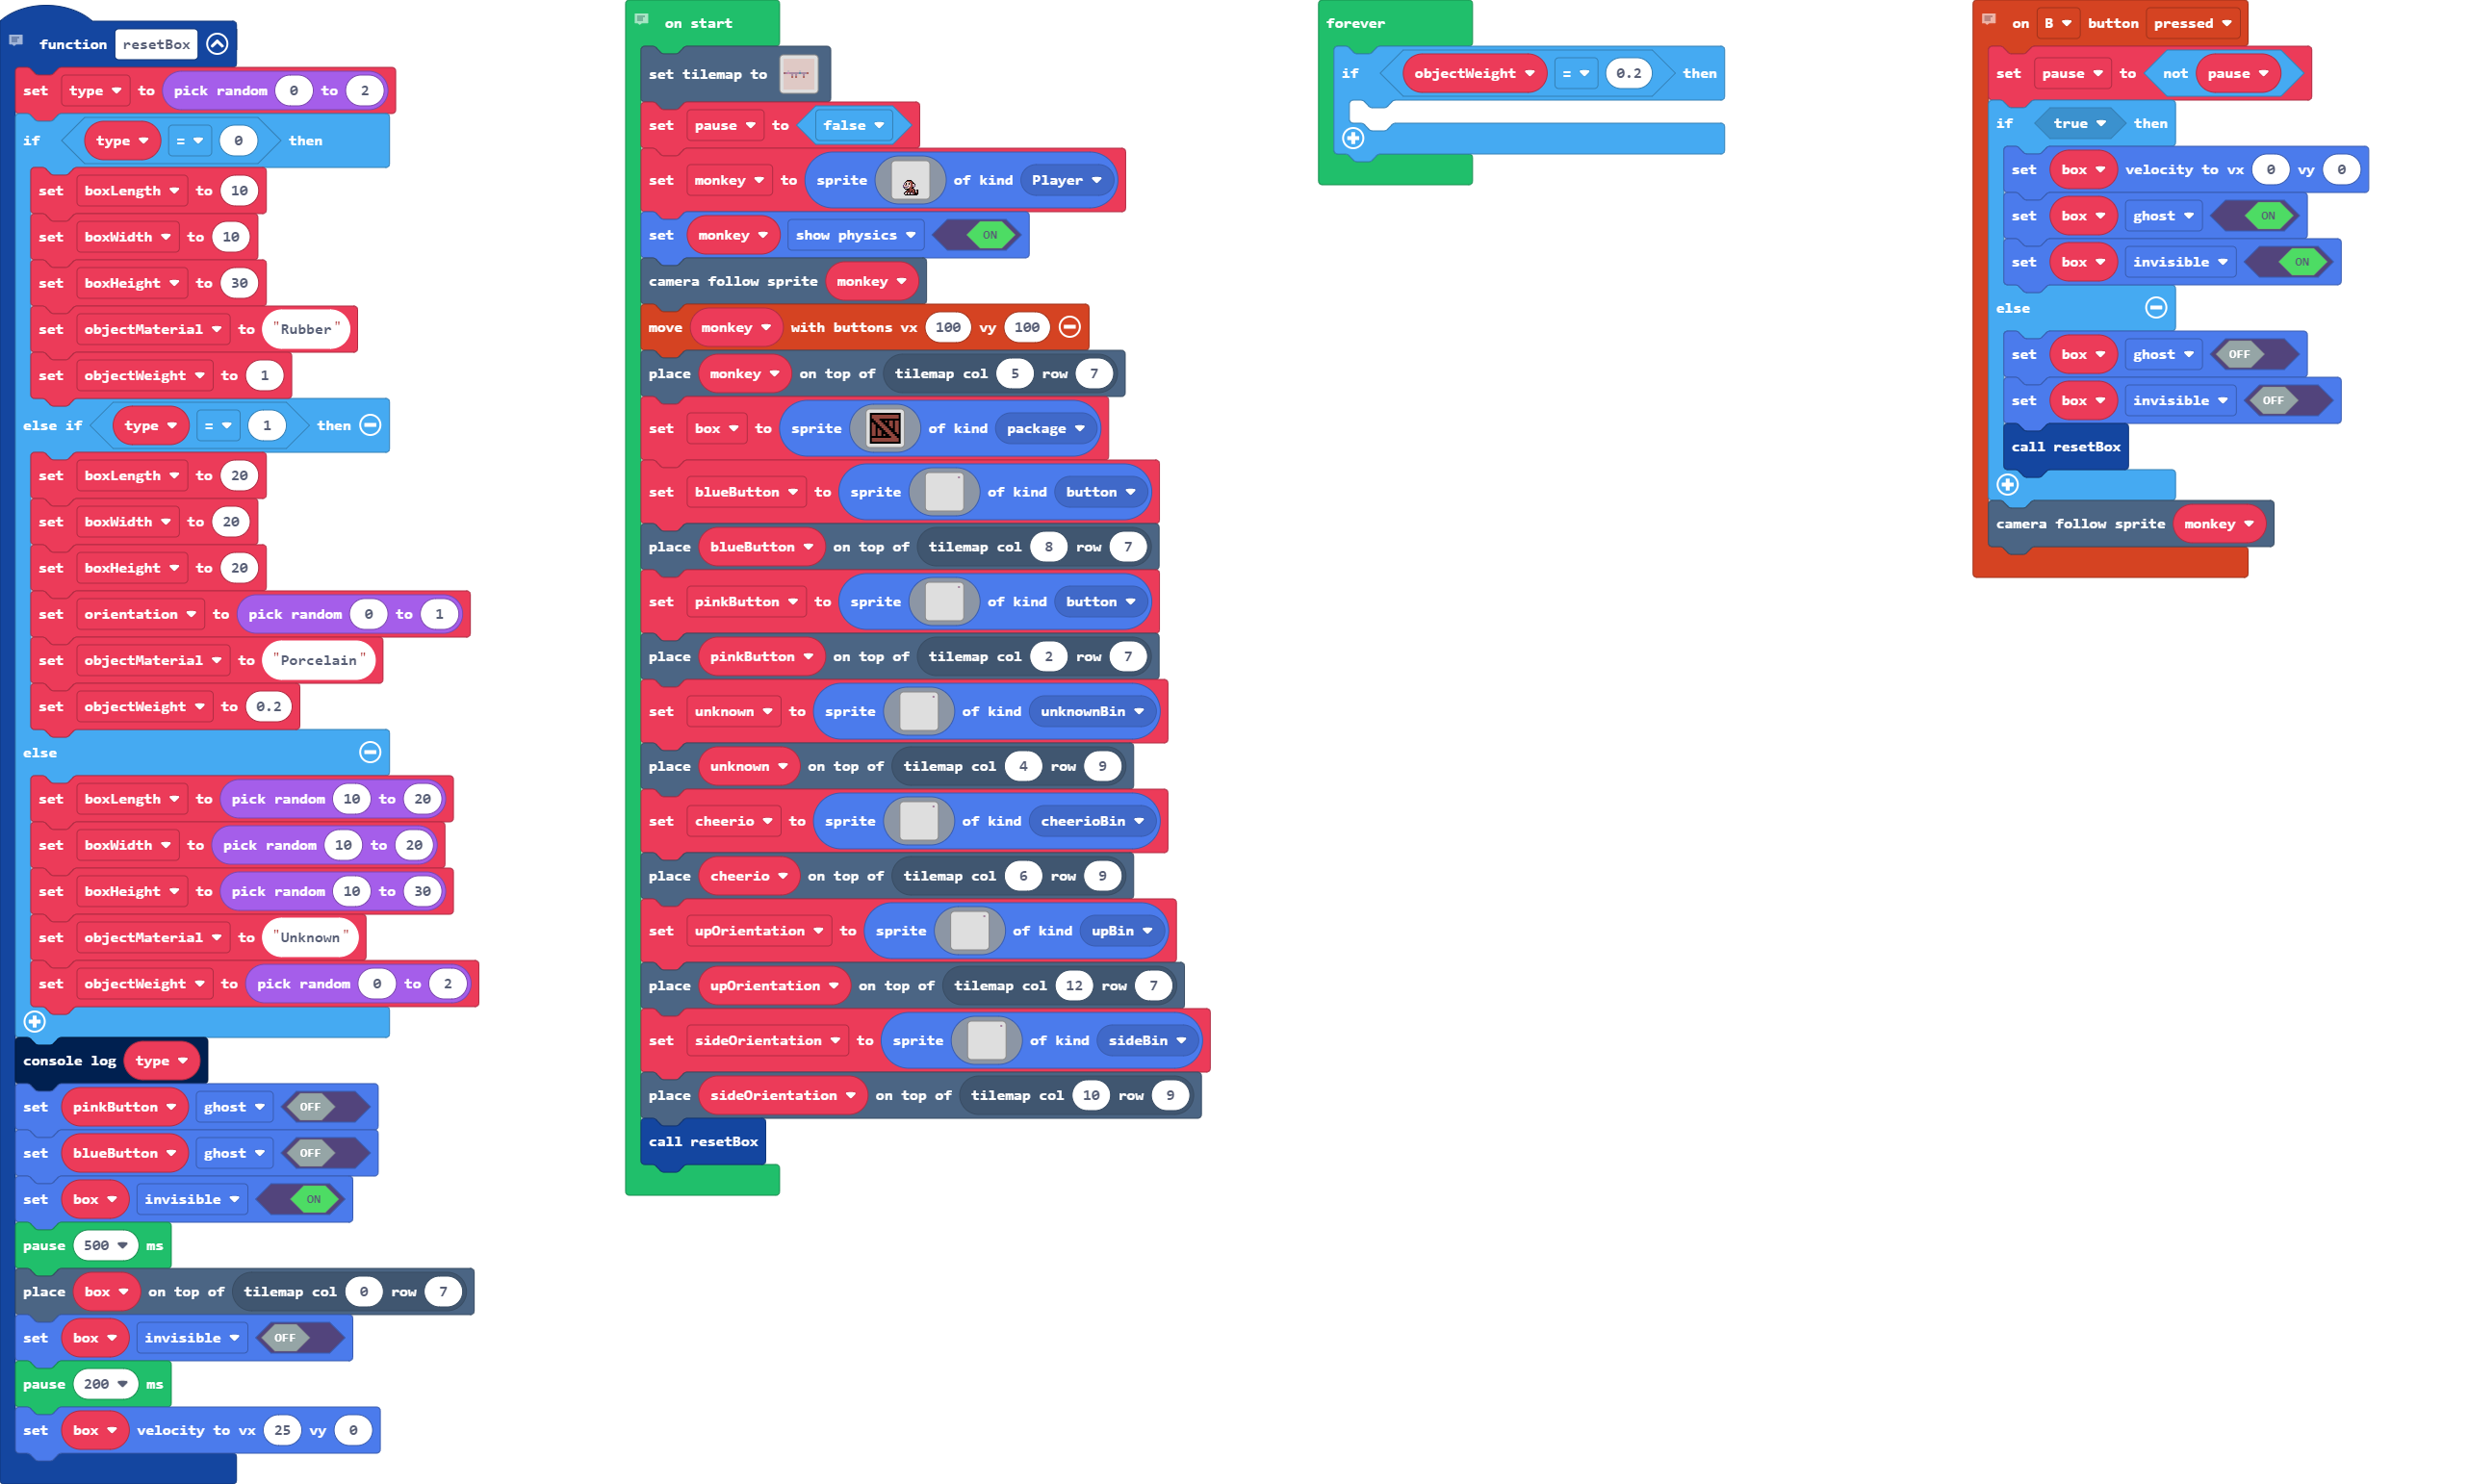 function resetBox
set type to pick random 0 to 2
if type = 0 then
set boxLength to 10
set boxWidth to 10
set boxHeight to 30
set objectMaterial to "Rubber"
set objectWeight to 1
else if type = 1 then
set boxLength to 20
set boxWidth to 20
set boxHeight to 20
set orientation to pick random 0 to 1
set objectMaterial to "Porcelain"
set objectWeight to 0.2
else
set boxLength to pick random 10 to 20
set boxWidth to pick random 10 to 20
set boxHeight to pick random 10 to 30
set objectMaterial to "Unknown"
set objectWeight to pick random 0 to 2
console log type
set pinkButton ghost OFF
set blueButton ghost OFF
set box invisible ON
pause 500 ms
place box on top of tilemap col 0 row 7
set box invisible OFF
pause 200 ms
set box velocity to vx 25 vy 0
on start
set tilemap to
set pause to false
set monkey to sprite of kind Player
set monkey show physics ON
camera follow sprite monkey
move monkey with buttons vx 100 vy 100
place monkey on top of tilemap col 5 row 7
set box to sprite of kind package
set blueButton to sprite of kind button
place blueButton on top of tilemap col 8 row 7
set pinkButton to sprite of kind button
place pinkButton on top of tilemap col 2 row 7
set unknown to sprite of kind unknownBin
place unknown on top of tilemap col 4 row 9
set cheerio to sprite of kind cheerioBin
place cheerio on top of tilemap col 6 row 9
set upOrientation to sprite of kind upBin
place upOrientation on top of tilemap col 12 row 7
set sideOrientation to sprite of kind sideBin
place sideOrientation on top of tilemap col 10 row 9
call resetBox
forever
if objectWeight = 0.2 then
on B button pressed
set pause to not pause
if true then
set box velocity to vx 0 vy 0
set box ghost ON
set box invisible ON
else
set box ghost OFF
set box invisible OFF
call resetBox
camera follow sprite monkey